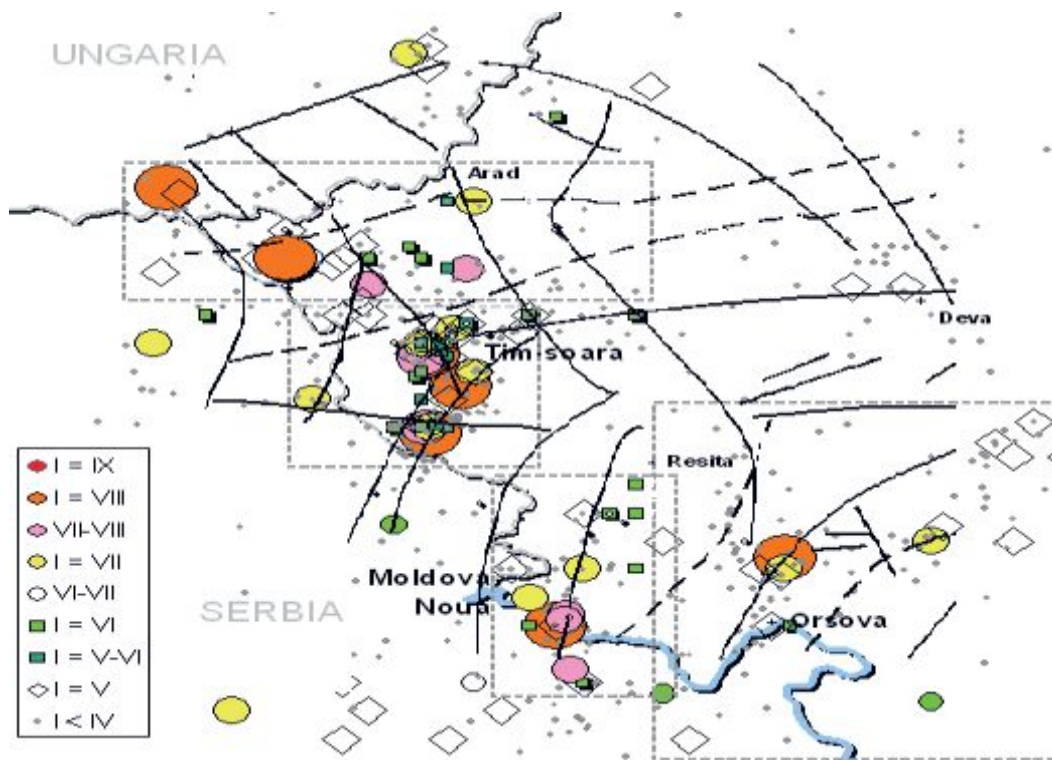 UNGARIA
Arad
Deva
Timisoara
Resita
Moldova
Noua
SERBIA
Orsova
I = IX
I = VIII
VII-VIII
I = VII
VI-VII
I = VI
I = V-VI
I = V
I < IV